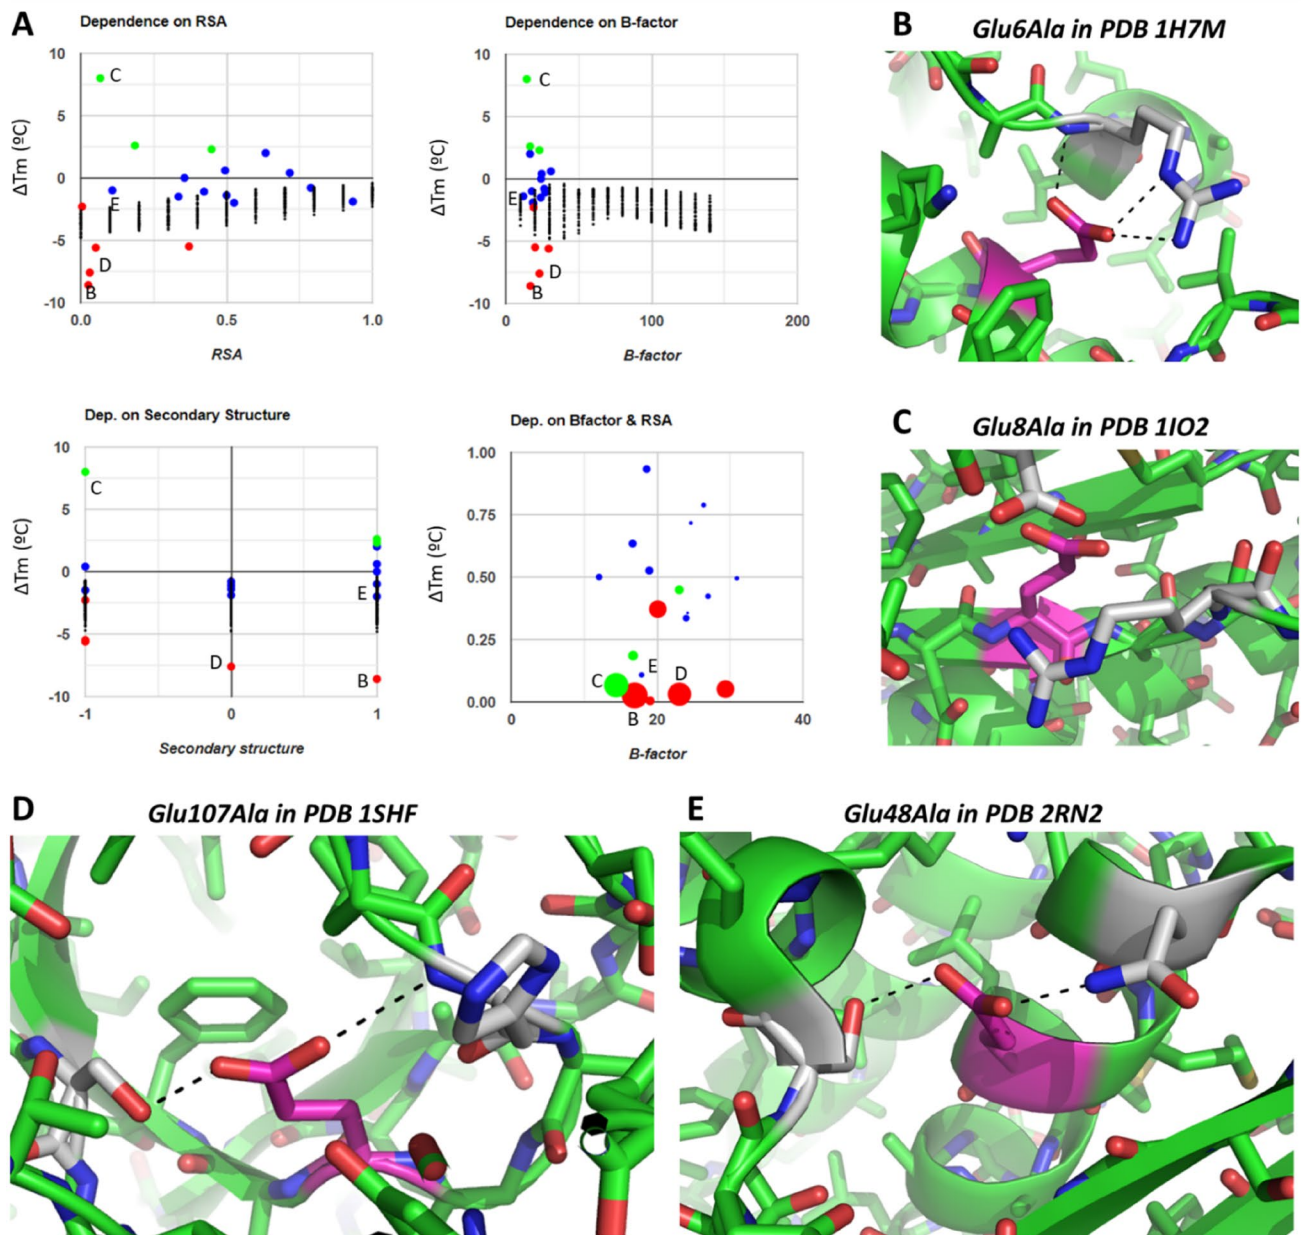 A
Dependence on RSA
10
5
0
-5
-10
ΔTm (ºC)
C
E
D
B
0.0
0.5
1.0
RSA
Dependence on B-factor
10
5
0
-5
-10
ΔTm (ºC)
C
E
D
B
0
100
200
B-factor
B
Glu6Ala in PDB 1H7M
Dep. on Secondary Structure
10
5
0
-5
-10
ΔTm (ºC)
C
E
D
B
-1
0
1
Secondary structure
Dep. on Bfactor & RSA
1.00
0.75
0.50
0.25
0.00
ΔTm (ºC)
C
E
D
B
0
20
40
B-factor
C
Glu8Ala in PDB 1IO2
D
Glu107Ala in PDB 1SHF
E
Glu48Ala in PDB 2RN2